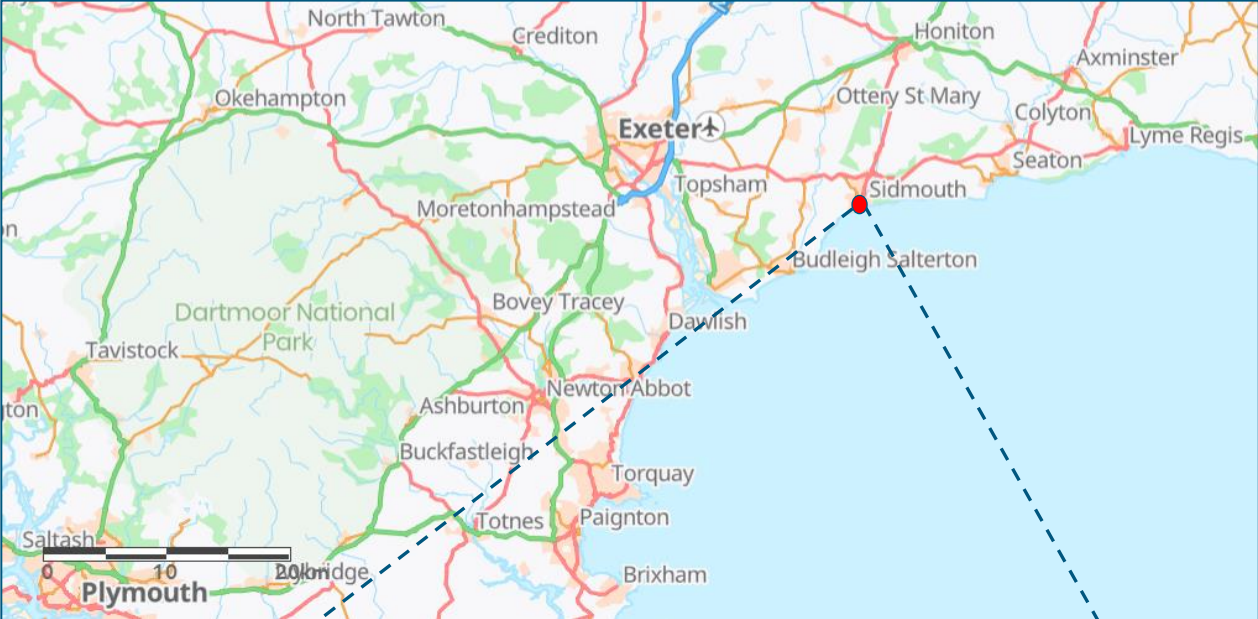 North Tawton
Crediton
Honiton
Axminster
Okehampton
Ottery St Mary
Colyton
Exeter
Lyme Regis
Seaton
Topsham
Sidmouth
Moretonhampstead
Budleigh Salterton
Bovey Tracey
Dartmoor National
Park
Dawlish
Tavistock
Newton Abbot
Ashburton
Buckfastleigh
Torquay
Totnes
Paignton
Saltash
0 10 20km
Brixham
Plymouth